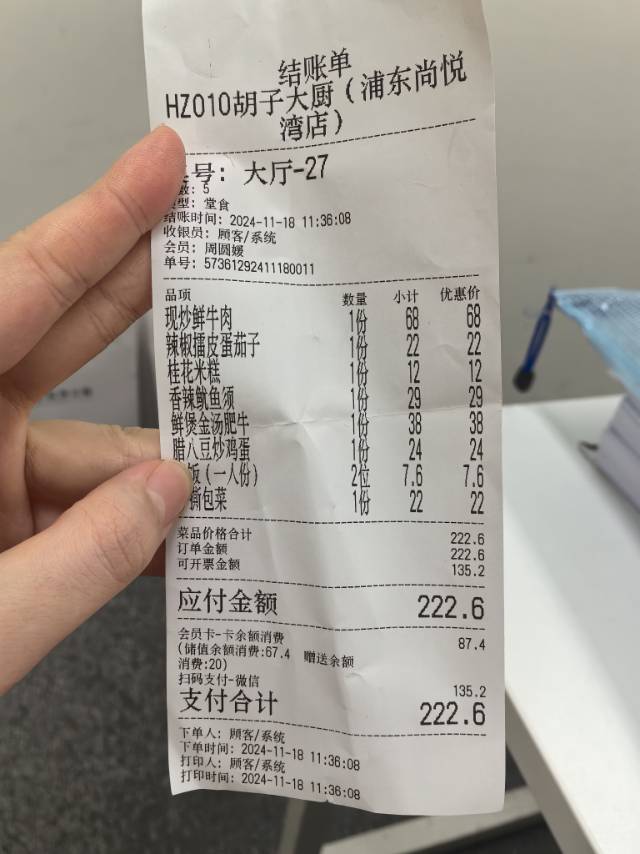 结账单
HZ010胡子大厨(浦东尚悦
湾店)
号: 大厅-27
数: 5
型: 堂食
结账时间: 2024-11-18 11:36:08
收银员: 顾客/系统
会员: 周圆媛
单号: 57361292411180011
品项 数量 小计 优惠价
现炒鲜牛肉 1份 68 68
辣椒擂皮蛋茄子 1份 22 22
桂花米糕 1份 12 12
香辣鱿鱼须 1份 29 29
鲜煲金汤肥牛 1份 38 38
腊八豆炒鸡蛋 1份 24 24
饭(一人份) 2位 7.6 7.6
撕包菜 1份 22 22
菜品价格合计 222.6
订单金额 222.6
可开票金额 135.2
应付金额 222.6
会员卡-卡余额消费 87.4
(储值余额消费:67.4 赠送余额
消费:20)
扫码支付-微信 135.2
支付合计 222.6
下单人: 顾客/系统
下单时间: 2024-11-18 11:36:08
打印人: 顾客/系统
打印时间: 2024-11-18 11:36:08